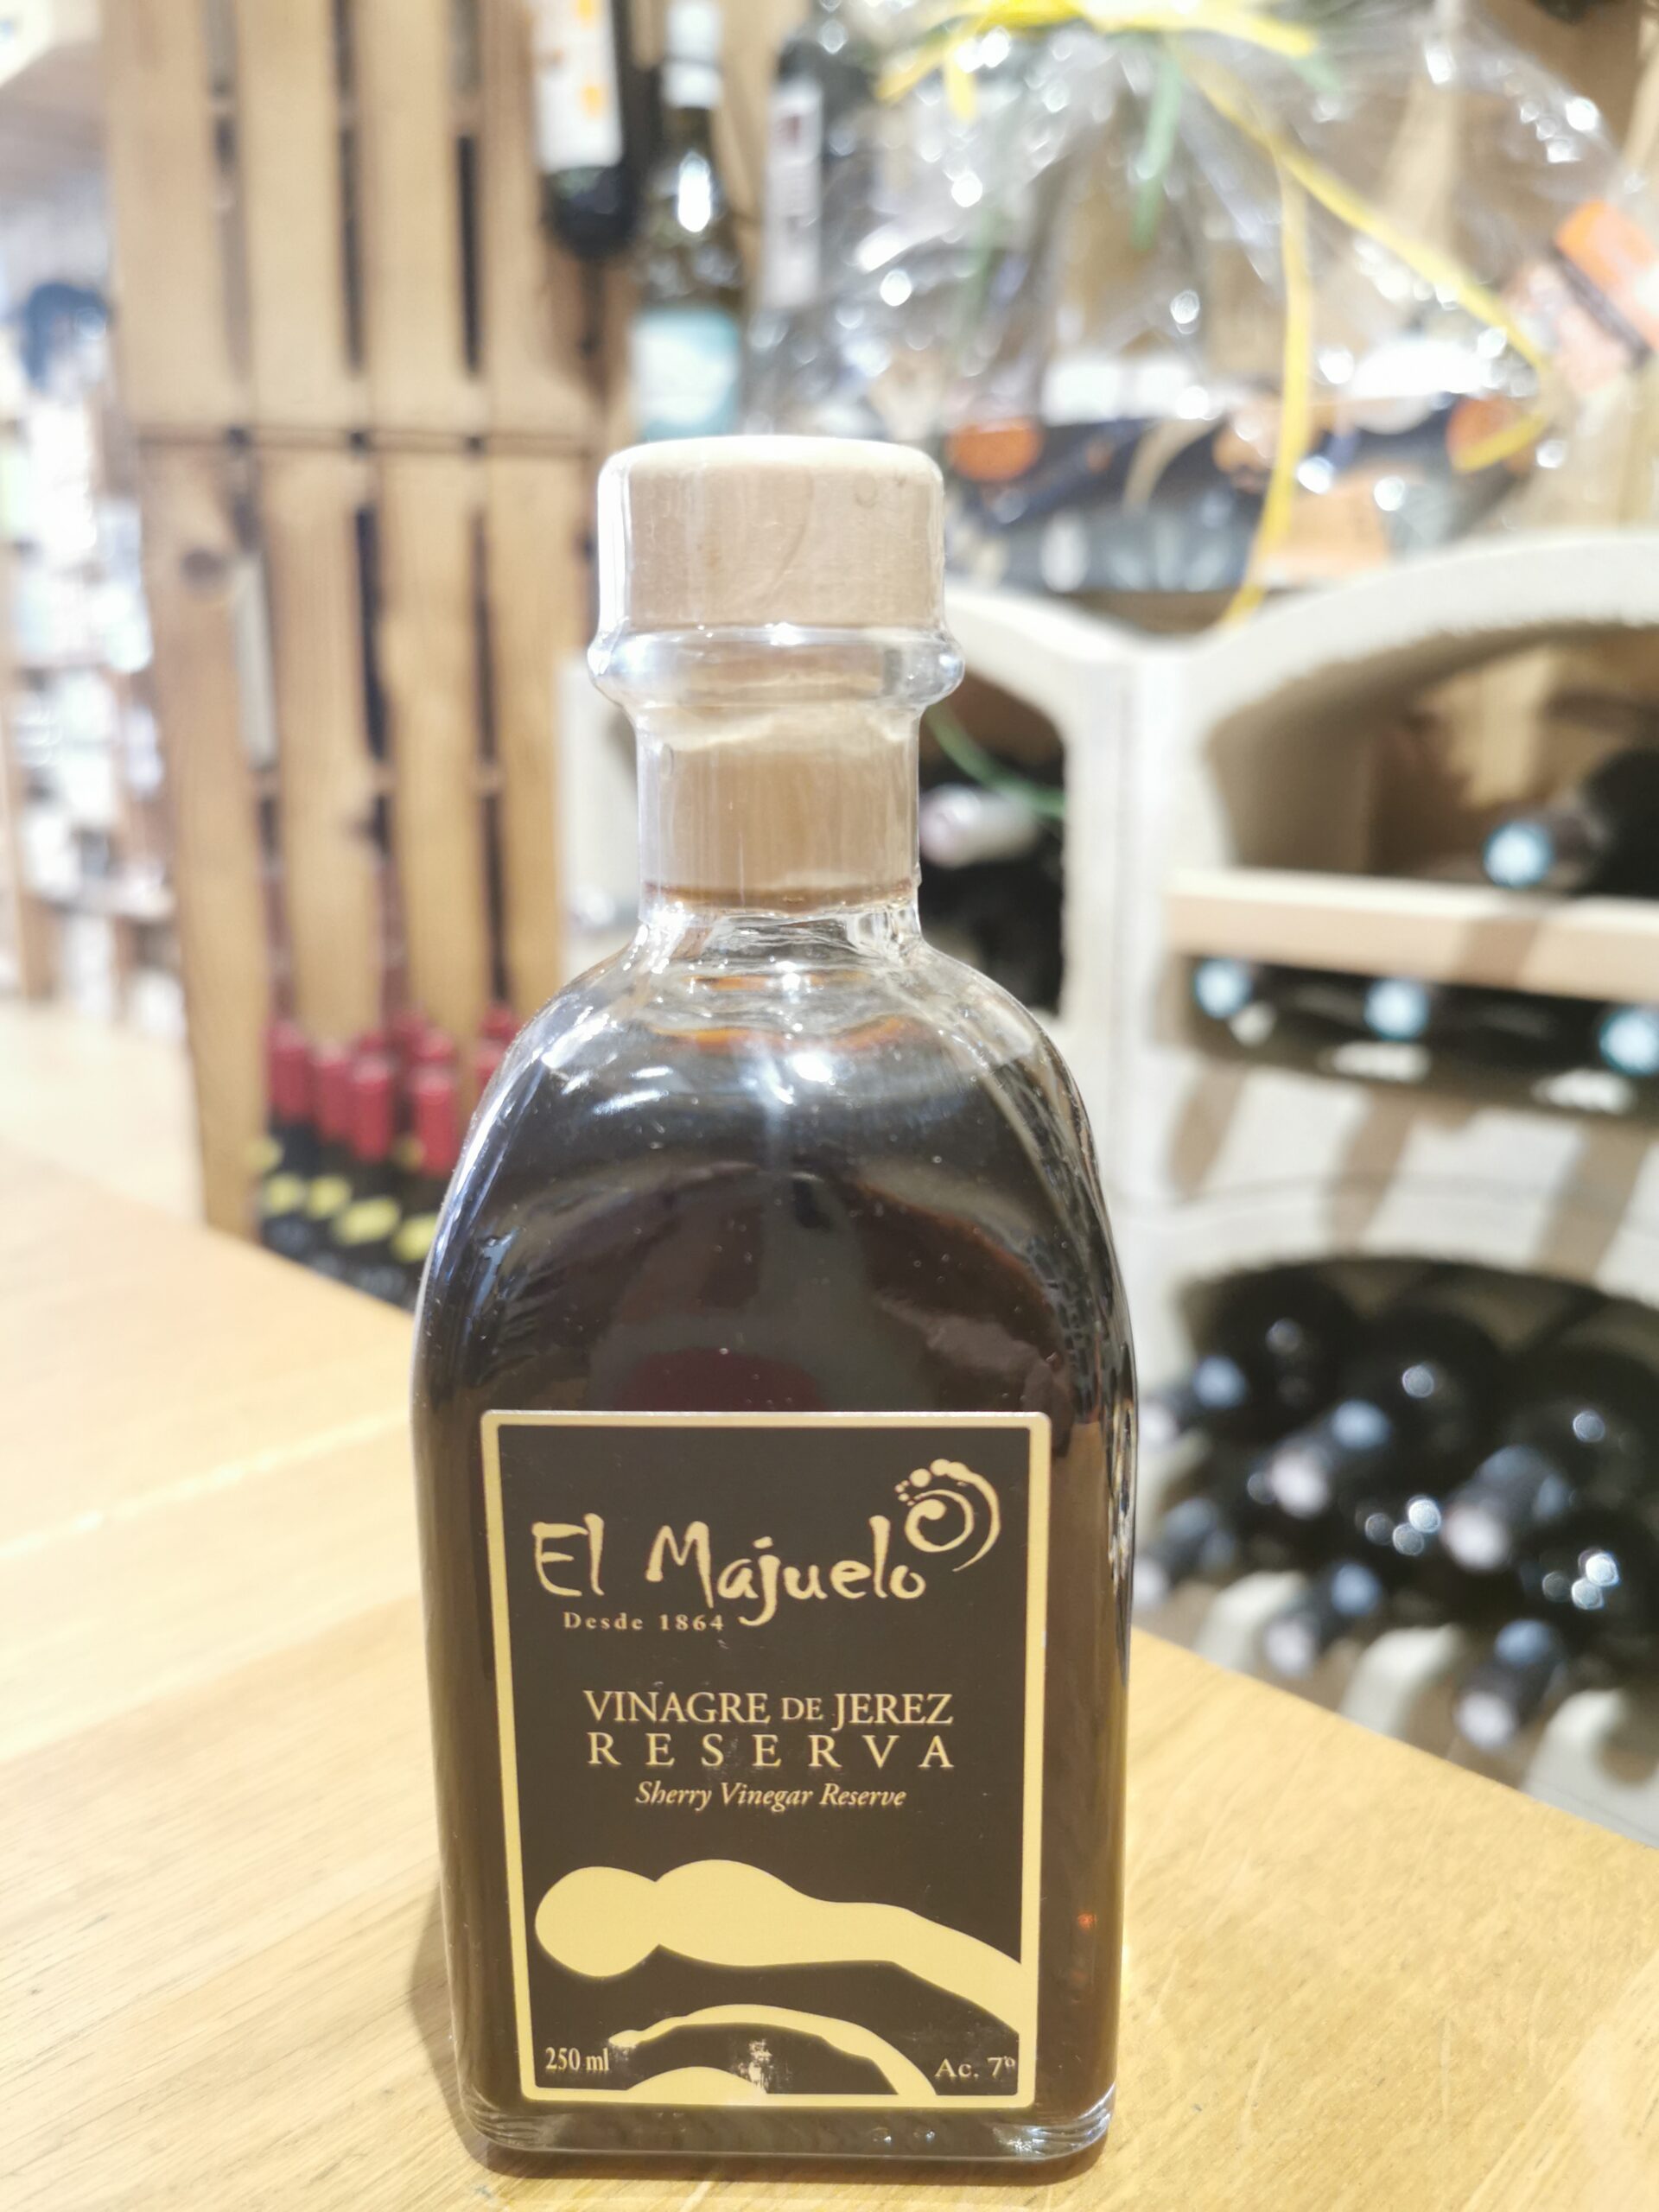 El Majuelo
Desde 1864
VINAGRE DE JEREZ
RESERVA
Sherry Vinegar Reserve
250 ml
Ac. 7º